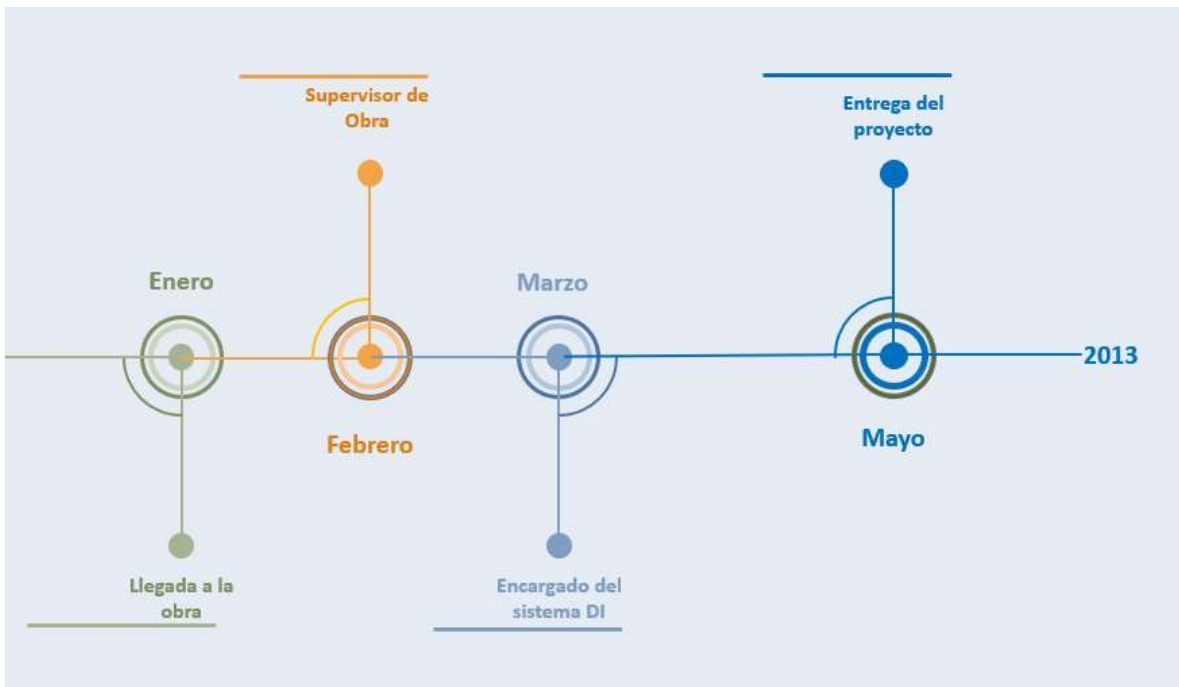 Supervisor de
Obra
Entrega del
proyecto
Enero
Marzo
2013
Febrero
Mayo
Llegada a la
obra
Encargado del
sistema DI